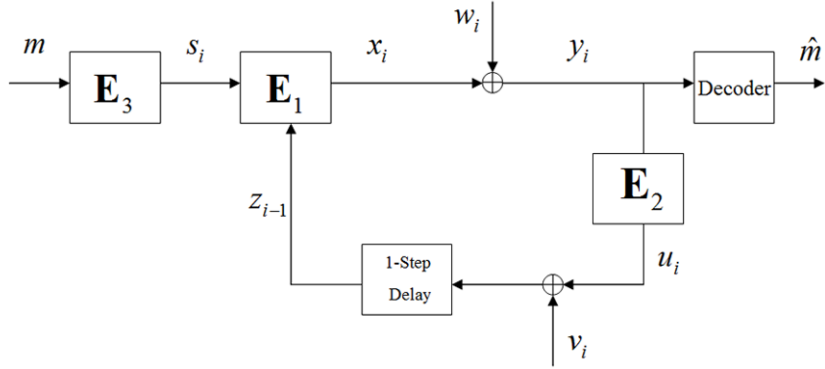 w_i
m
s_i
x_i
y_i
m̂
E_3
E_1
Decoder
E_2
z_{i-1}
1-Step
Delay
u_i
v_i